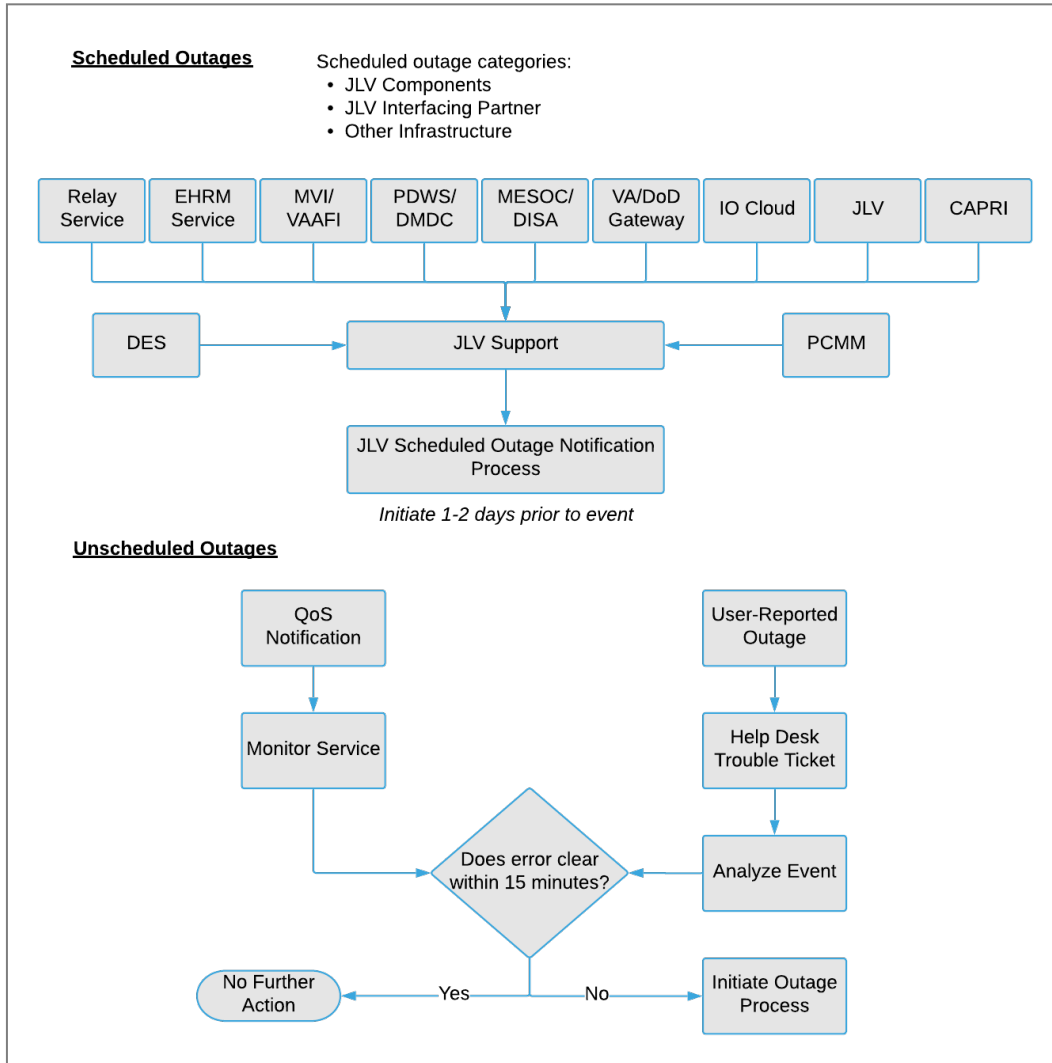 Scheduled Outages
Scheduled outage categories:
• JLV Components
• JLV Interfacing Partner
• Other Infrastructure
Relay
Service
EHRM
Service
MVI/
VAAFI
PDWS/
DMDC
MESOC/
DISA
VA/DoD
Gateway
IO Cloud
JLV
CAPRI
DES
JLV Support
PCMM
JLV Scheduled Outage Notification
Process
Initiate 1-2 days prior to event
Unscheduled Outages
QoS
Notification
User-Reported
Outage
Monitor Service
Help Desk
Trouble Ticket
Does error clear
within 15 minutes?
Analyze Event
No Further
Action
Yes
No
Initiate Outage
Process